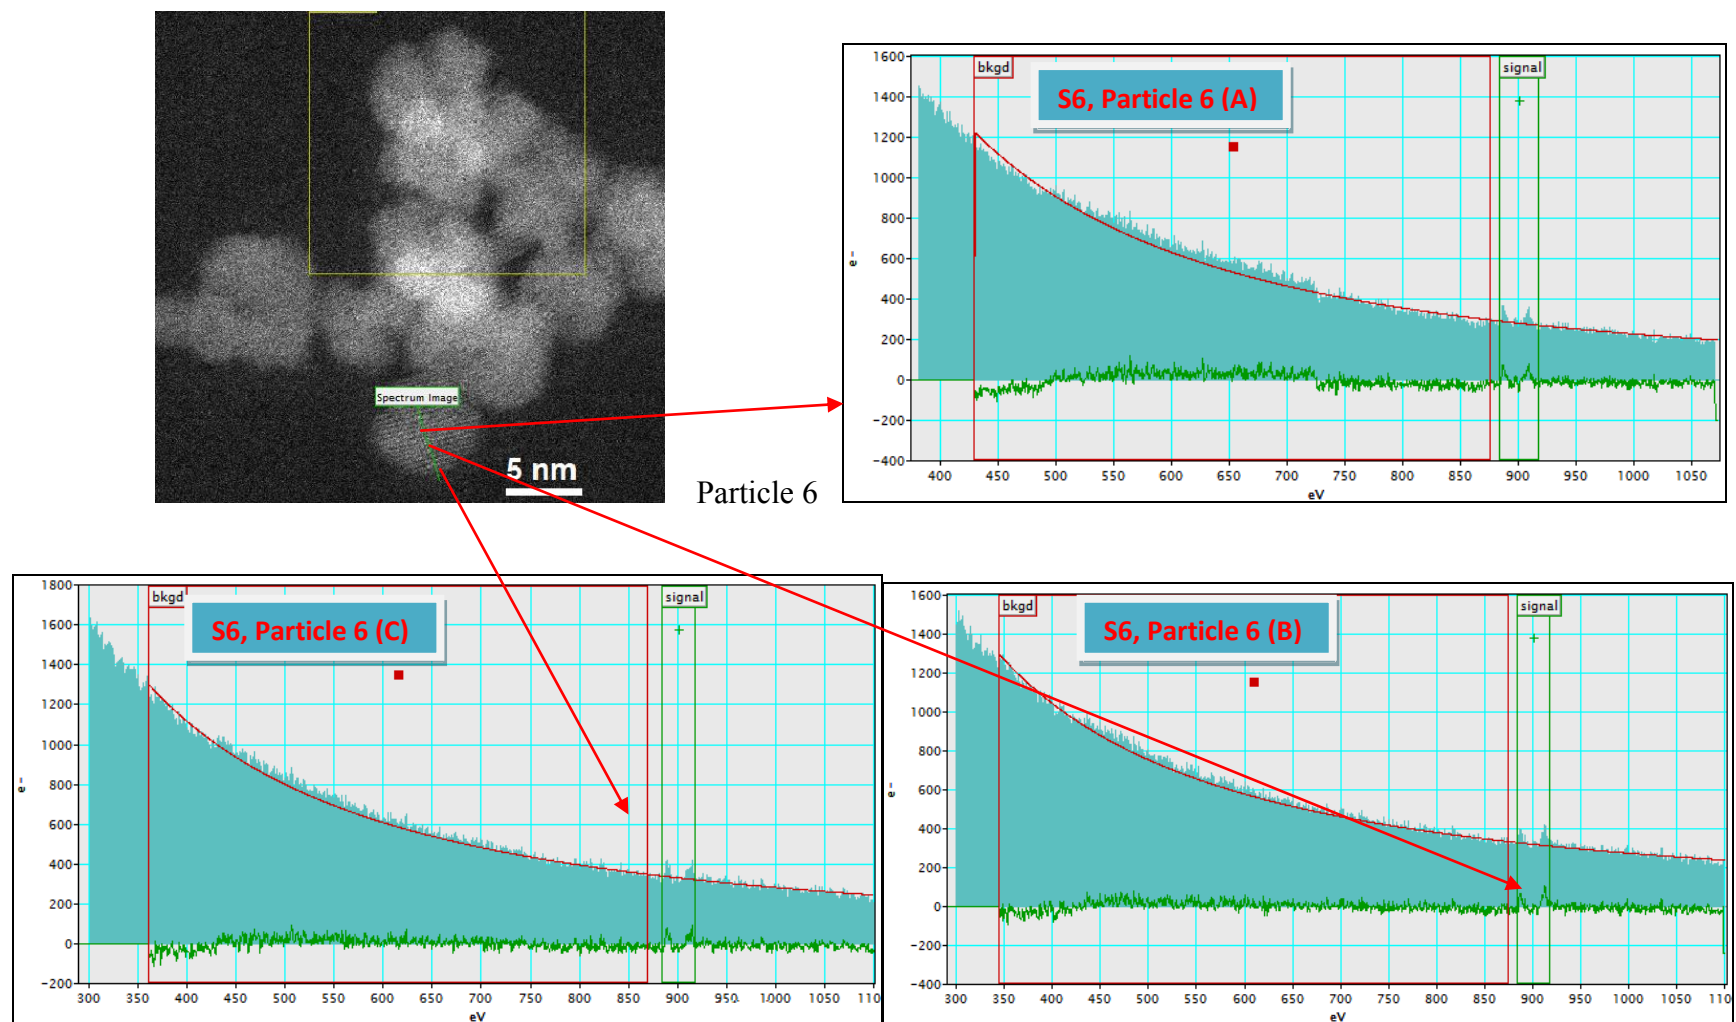 Spectrum Image
5 nm
Particle 6
bkgd
signal
S6, Particle 6 (A)
1600
1400
1200
1000
800
600
400
200
0
-200
-400
e-
400 450 500 550 600 650 700 750 800 850 900 950 1000 1050
eV
bkgd
signal
S6, Particle 6 (C)
1800
1600
1400
1200
1000
800
600
400
200
0
-200
e-
300 350 400 450 500 550 600 650 700 750 800 850 900 950 1000 1050 110
eV
bkgd
signal
S6, Particle 6 (B)
1600
1400
1200
1000
800
600
400
200
0
-200
-400
e-
300 350 400 450 500 550 600 650 700 750 800 850 900 950 1000 1050 110
eV